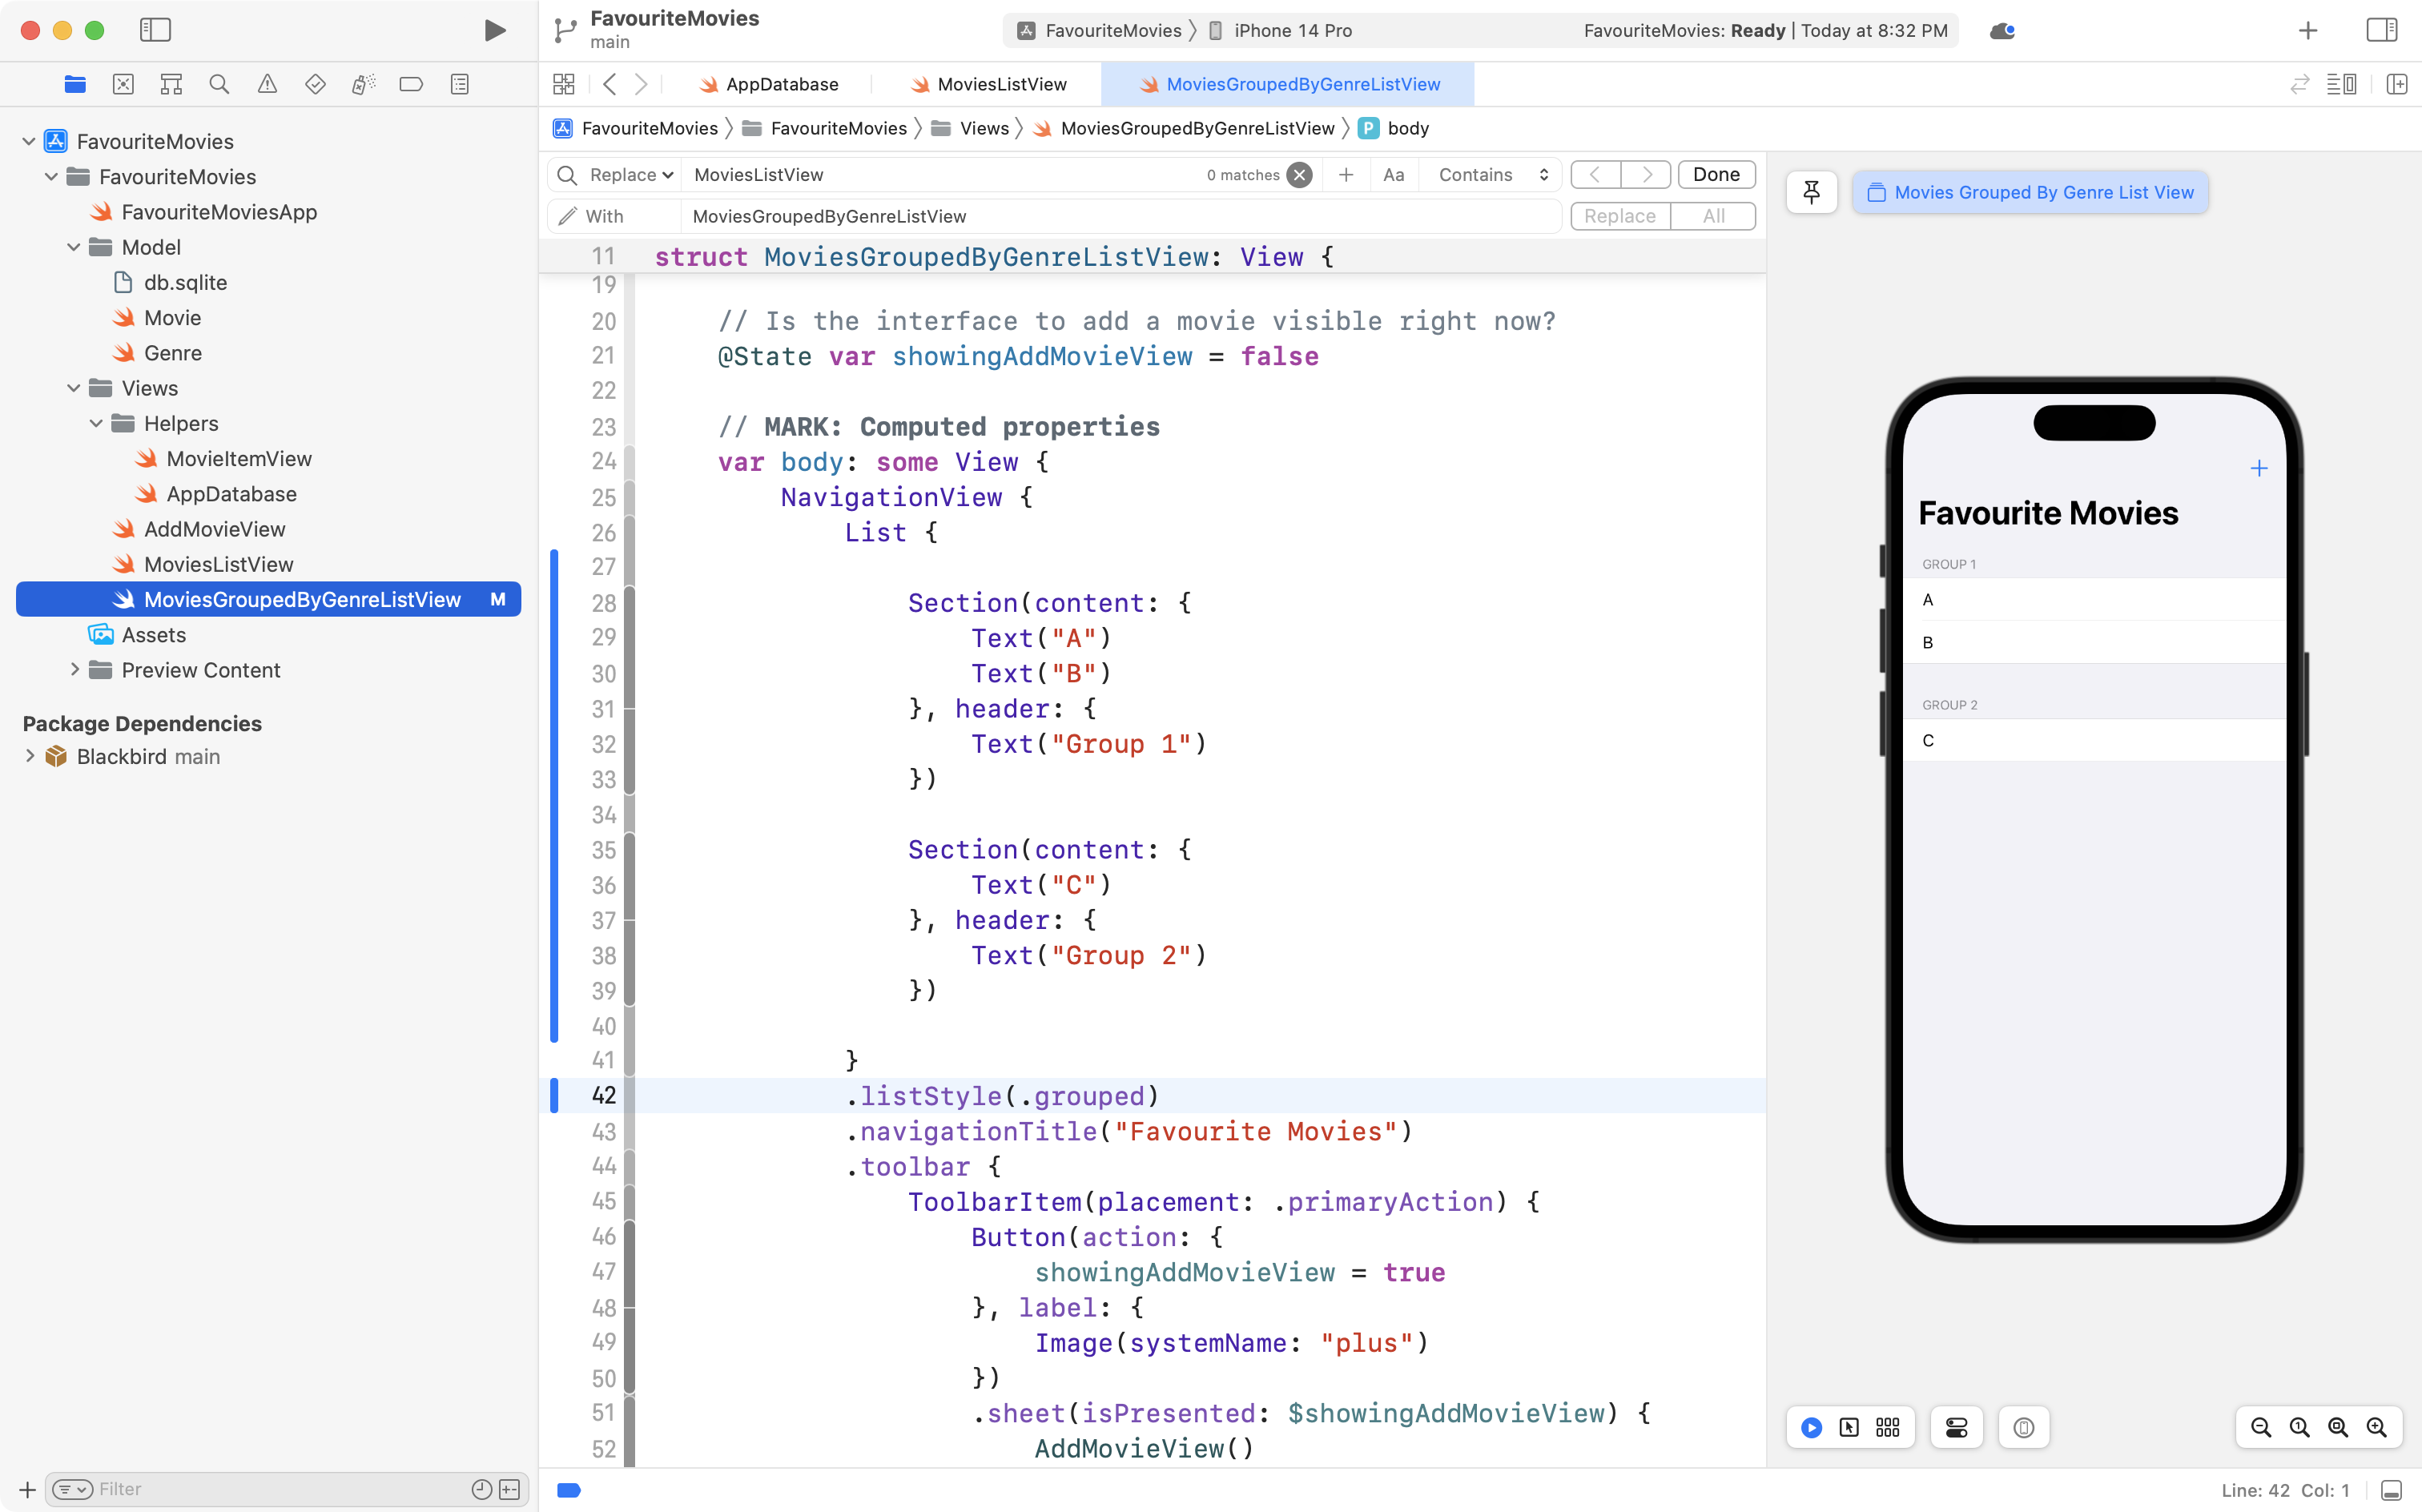 FavouriteMovies
main
FavouriteMovies
iPhone 14 Pro
FavouriteMovies: Ready | Today at 8:32 PM
AppDatabase
MoviesListView
MoviesGroupedByGenreListView
FavouriteMovies
FavouriteMovies
Views
MoviesGroupedByGenreListView
P body
FavouriteMovies
FavouriteMovies
FavouriteMoviesApp
Model
db.sqlite
Movie
Genre
Views
Helpers
MovieItemView
AppDatabase
AddMovieView
MoviesListView
MoviesGroupedByGenreListView M
Assets
Preview Content
Package Dependencies
Blackbird main
Filter
Replace MoviesListView 0 matches Aa Contains Done
With MoviesGroupedByGenreListView Replace All
11 struct MoviesGroupedByGenreListView: View {
19
20 // Is the interface to add a movie visible right now?
21 @State var showingAddMovieView = false
22
23 // MARK: Computed properties
24 var body: some View {
25 NavigationView {
26 List {
27
28 Section(content: {
29 Text("A")
30 Text("B")
31 }, header: {
32 Text("Group 1")
33 })
34
35 Section(content: {
36 Text("C")
37 }, header: {
38 Text("Group 2")
39 })
40
41 }
42 .listStyle(.grouped)
43 .navigationTitle("Favourite Movies")
44 .toolbar {
45 ToolbarItem(placement: .primaryAction) {
46 Button(action: {
47 showingAddMovieView = true
48 }, label: {
49 Image(systemName: "plus")
50 })
51 .sheet(isPresented: $showingAddMovieView) {
52 AddMovieView()
Movies Grouped By Genre List View
Favourite Movies
GROUP 1
A
B
GROUP 2
C
Line: 42 Col: 1